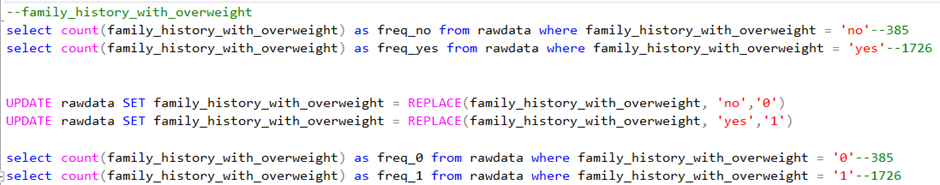 --family_history_with_overweight
select count(family_history_with_overweight) as freq_no from rawdata where family_history_with_overweight = 'no'--385
select count(family_history_with_overweight) as freq_yes from rawdata where family_history_with_overweight = 'yes'--1726
UPDATE rawdata SET family_history_with_overweight = REPLACE(family_history_with_overweight, 'no','0')
UPDATE rawdata SET family_history_with_overweight = REPLACE(family_history_with_overweight, 'yes','1')
select count(family_history_with_overweight) as freq_0 from rawdata where family_history_with_overweight = '0'--385
select count(family_history_with_overweight) as freq_1 from rawdata where family_history_with_overweight = '1'--1726